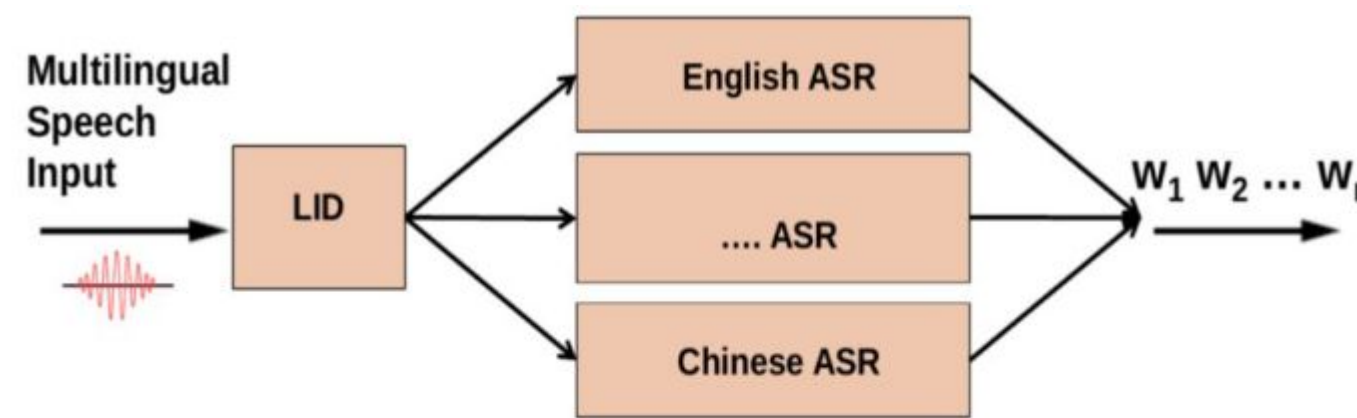 Multilingual
Speech
Input
LID
English ASR
.... ASR
Chinese ASR
W₁ W₂ ... W